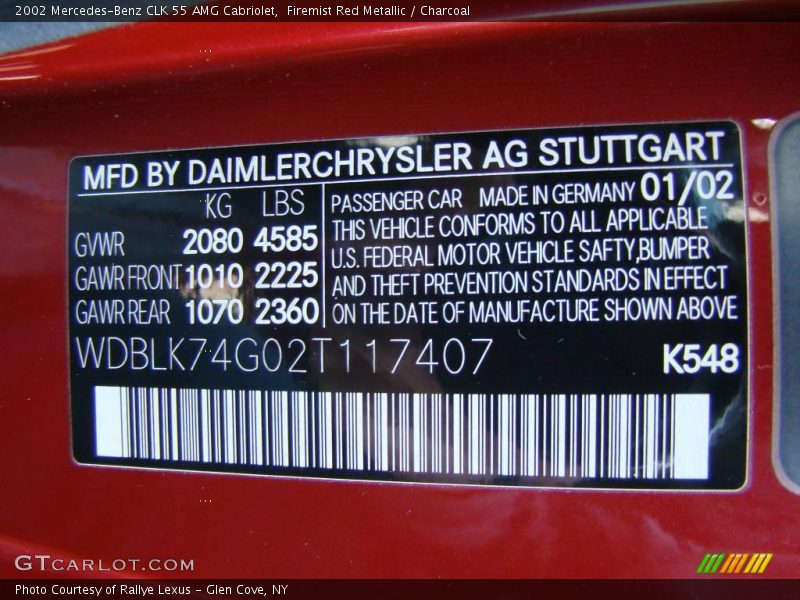 2002 Mercedes-Benz CLK 55 AMG Cabriolet,  Firemist Red Metallic / Charcoal
MFD BY DAIMLERCHRYSLER AG STUTTGART
KG LBS
GVWR 2080 4585
GAWR FRONT 1010 2225
GAWR REAR 1070 2360
PASSENGER CAR MADE IN GERMANY 01/02
THIS VEHICLE CONFORMS TO ALL APPLICABLE
U.S. FEDERAL MOTOR VEHICLE SAFTY,BUMPER
AND THEFT PREVENTION STANDARDS IN EFFECT
ON THE DATE OF MANUFACTURE SHOWN ABOVE
WDBLK74G02T117407 K548
GTCARLOT.COM
Photo Courtesy of Rallye Lexus - Glen Cove, NY